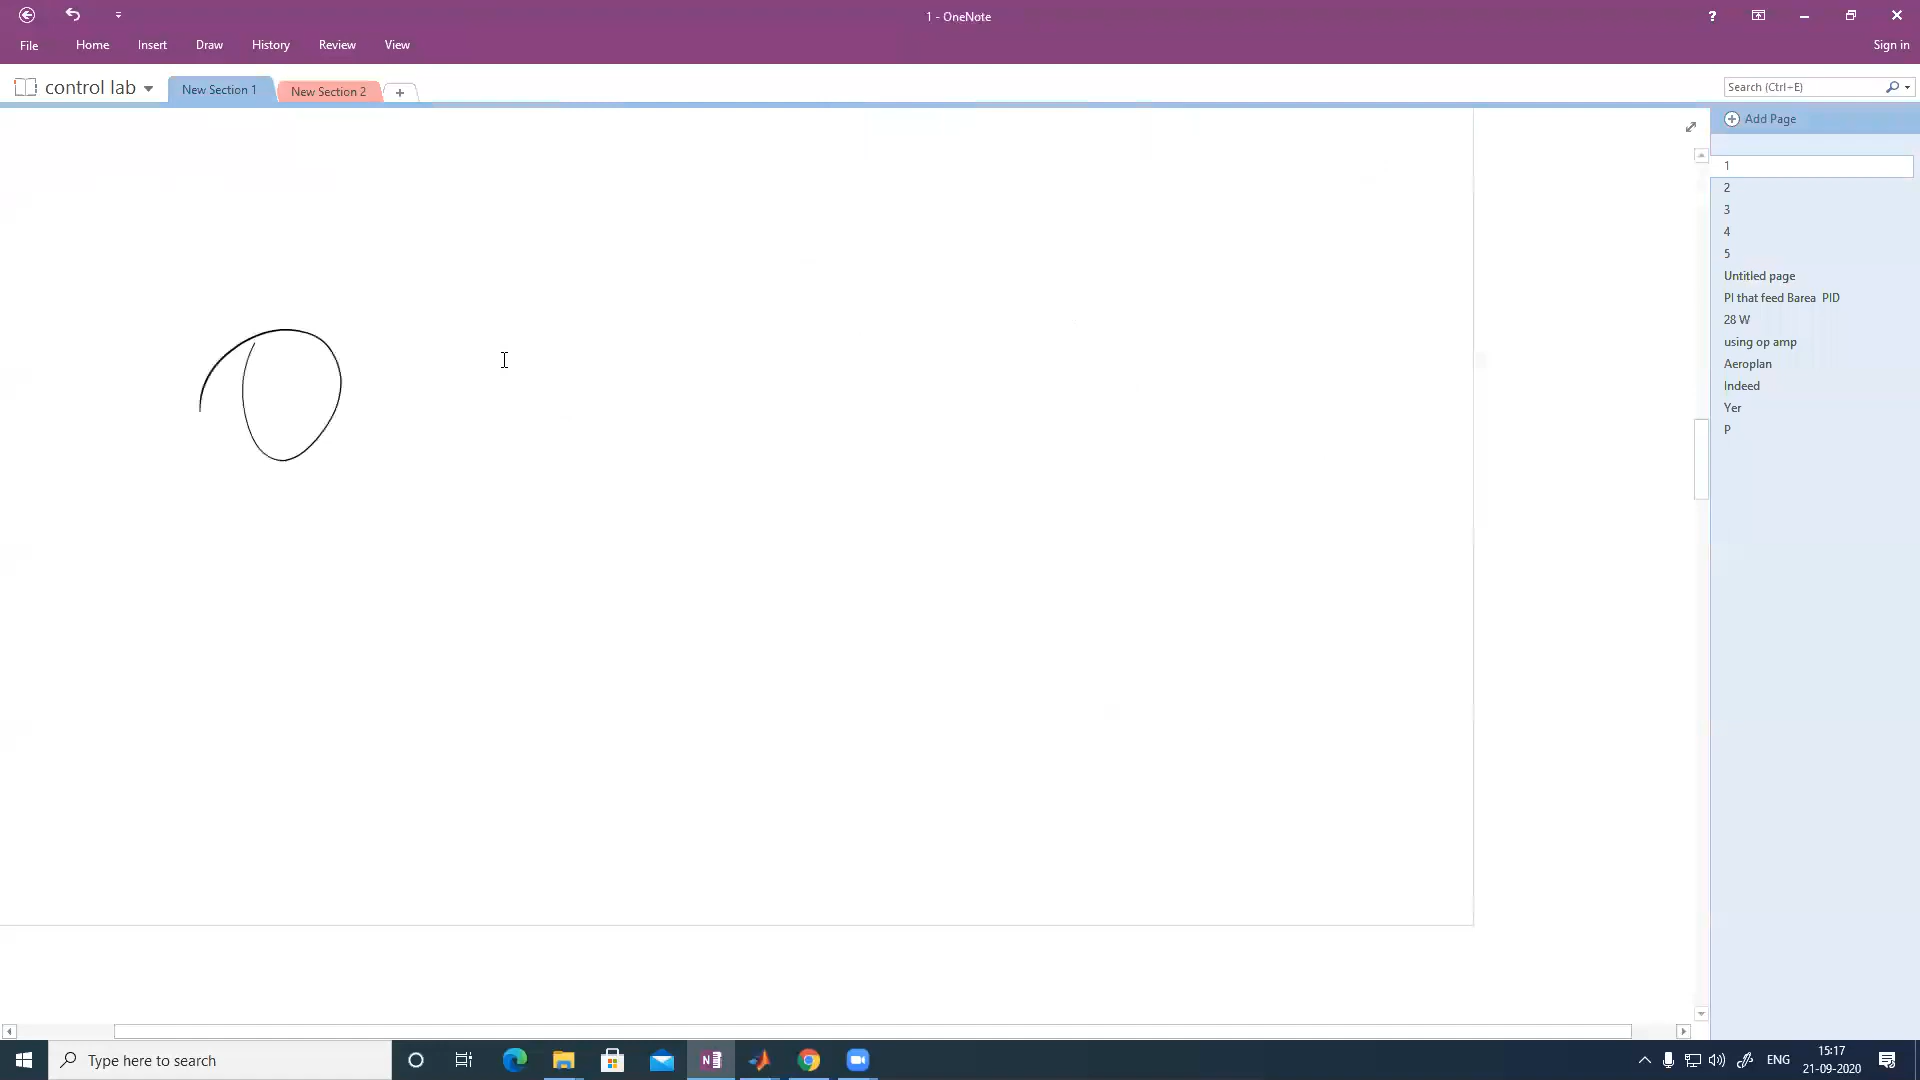 1 - OneNote
File Home Insert Draw History Review View Sign in
control lab New Section 1 New Section 2 Search (Ctrl+E)
Add Page
1
2
3
4
5
Untitled page
PI that feed Barea PID
28 W
using op amp
Aeroplan
Indeed
Yer
P
Type here to search
ENG
15:17
21-09-2020